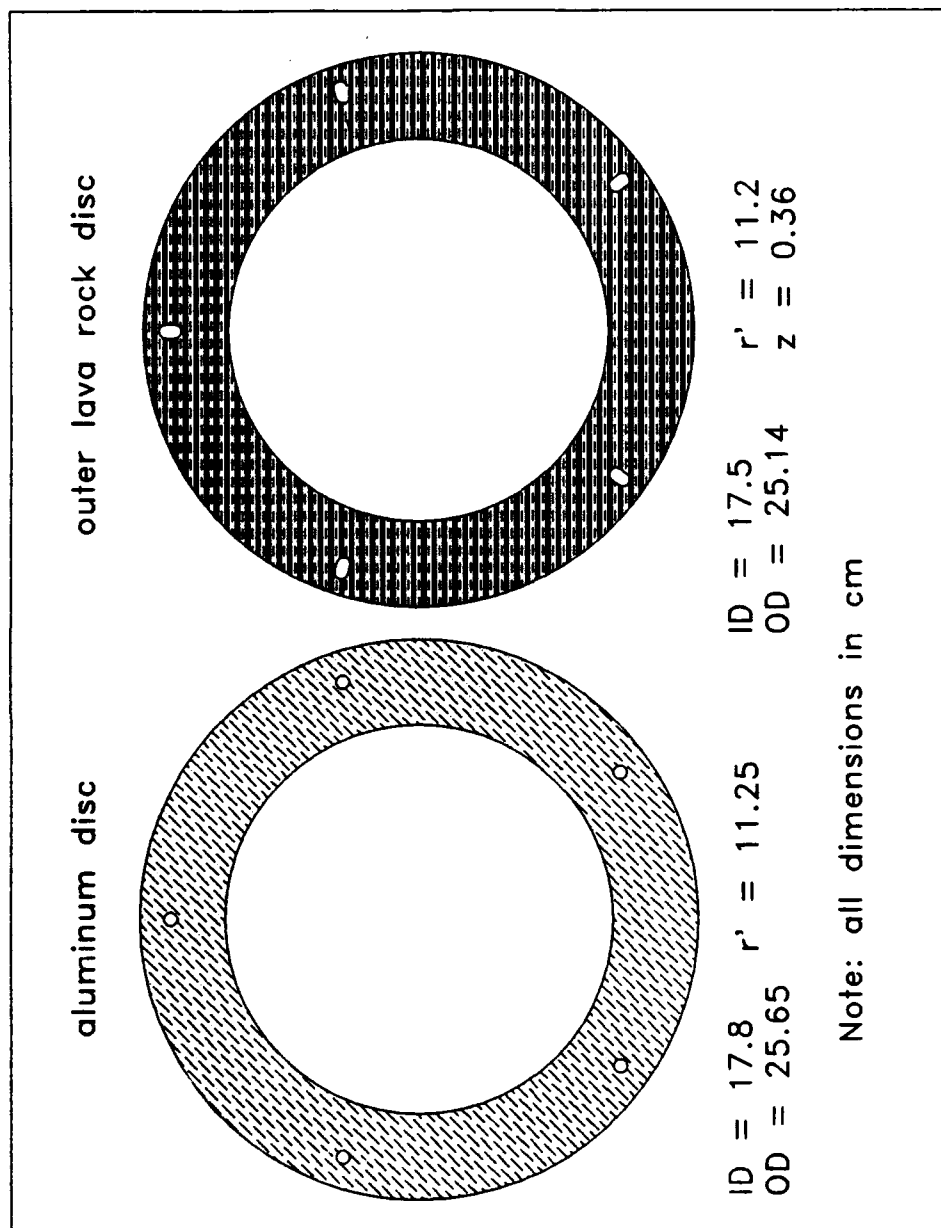 aluminum disc
ID = 17.8 r' = 11.25
OD = 25.65
outer lava rock disc
ID = 17.5 r' = 11.2
OD = 25.14 z = 0.36
Note: all dimensions in cm